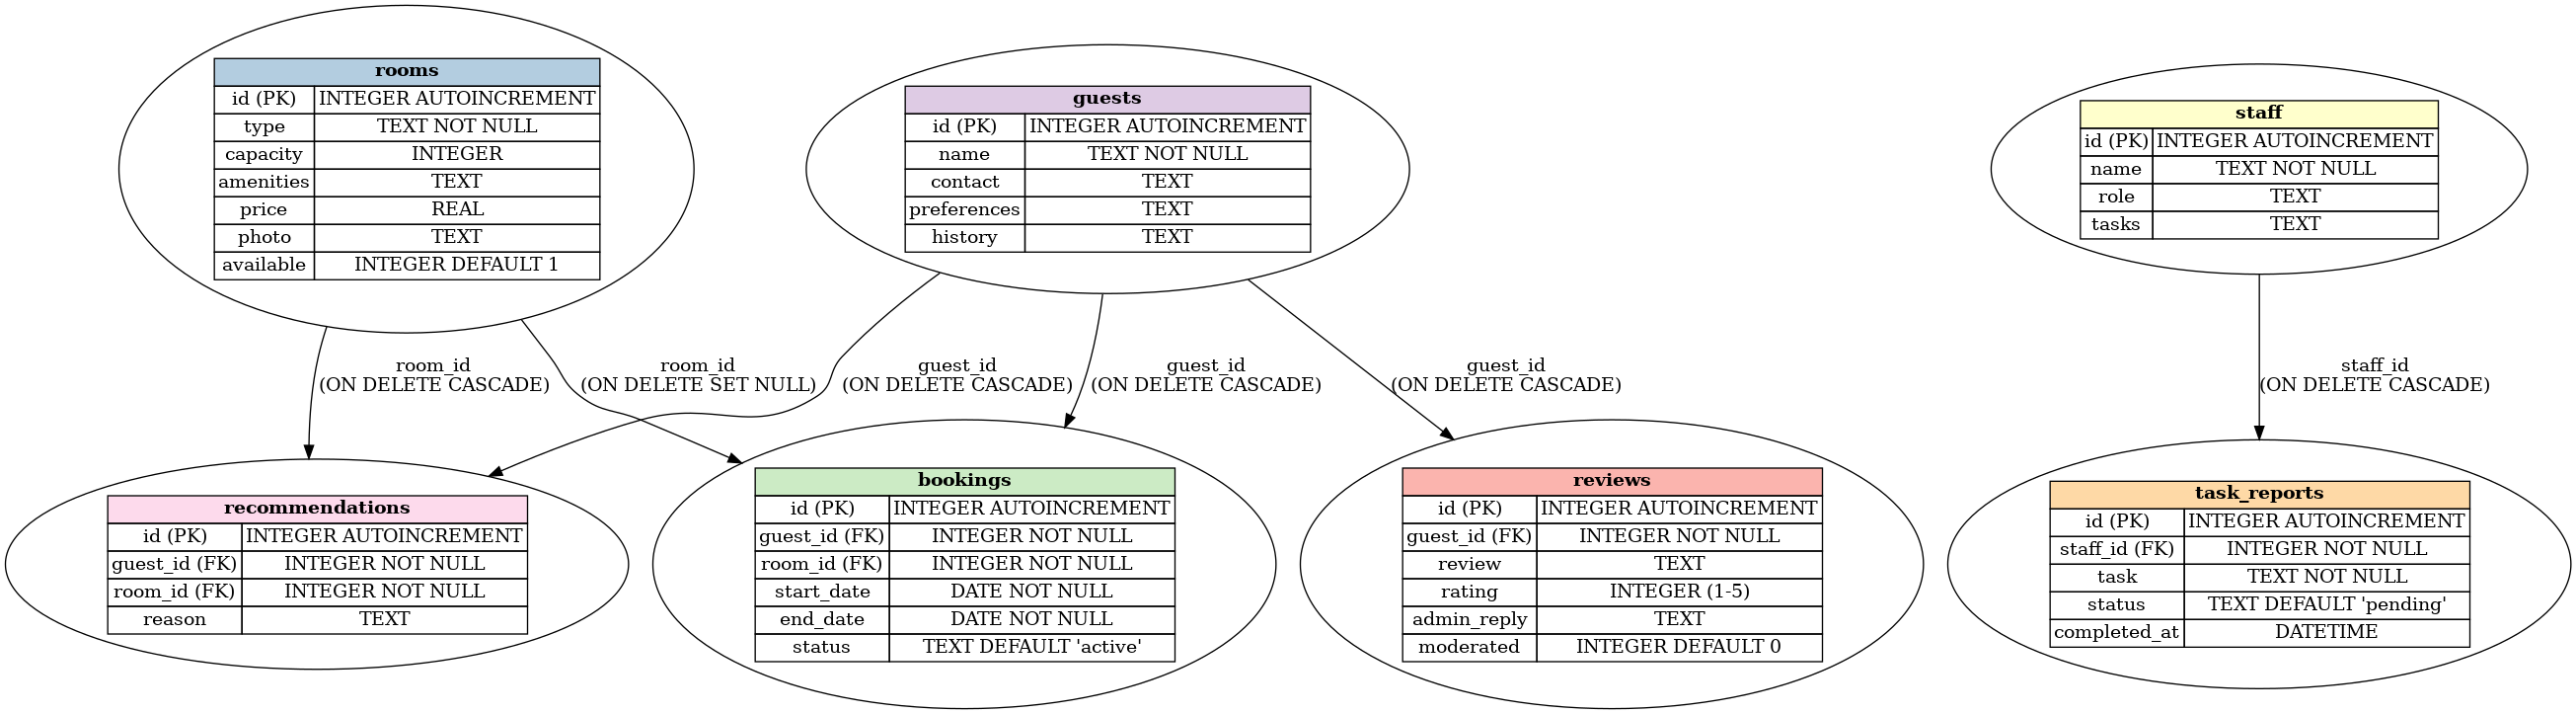 rooms
id (PK) INTEGER AUTOINCREMENT
type TEXT NOT NULL
capacity INTEGER
amenities TEXT
price REAL
photo TEXT
available INTEGER DEFAULT 1
guests
id (PK) INTEGER AUTOINCREMENT
name TEXT NOT NULL
contact TEXT
preferences TEXT
history TEXT
staff
id (PK) INTEGER AUTOINCREMENT
name TEXT NOT NULL
role TEXT
tasks TEXT
room_id
(ON DELETE CASCADE)
room_id
(ON DELETE SET NULL)
guest_id
(ON DELETE CASCADE)
guest_id
(ON DELETE CASCADE)
guest_id
(ON DELETE CASCADE)
staff_id
(ON DELETE CASCADE)
recommendations
id (PK) INTEGER AUTOINCREMENT
guest_id (FK) INTEGER NOT NULL
room_id (FK) INTEGER NOT NULL
reason TEXT
bookings
id (PK) INTEGER AUTOINCREMENT
guest_id (FK) INTEGER NOT NULL
room_id (FK) INTEGER NOT NULL
start_date DATE NOT NULL
end_date DATE NOT NULL
status TEXT DEFAULT 'active'
reviews
id (PK) INTEGER AUTOINCREMENT
guest_id (FK) INTEGER NOT NULL
review TEXT
rating INTEGER (1-5)
admin_reply TEXT
moderated INTEGER DEFAULT 0
task_reports
id (PK) INTEGER AUTOINCREMENT
staff_id (FK) INTEGER NOT NULL
task TEXT NOT NULL
status TEXT DEFAULT 'pending'
completed_at DATETIME